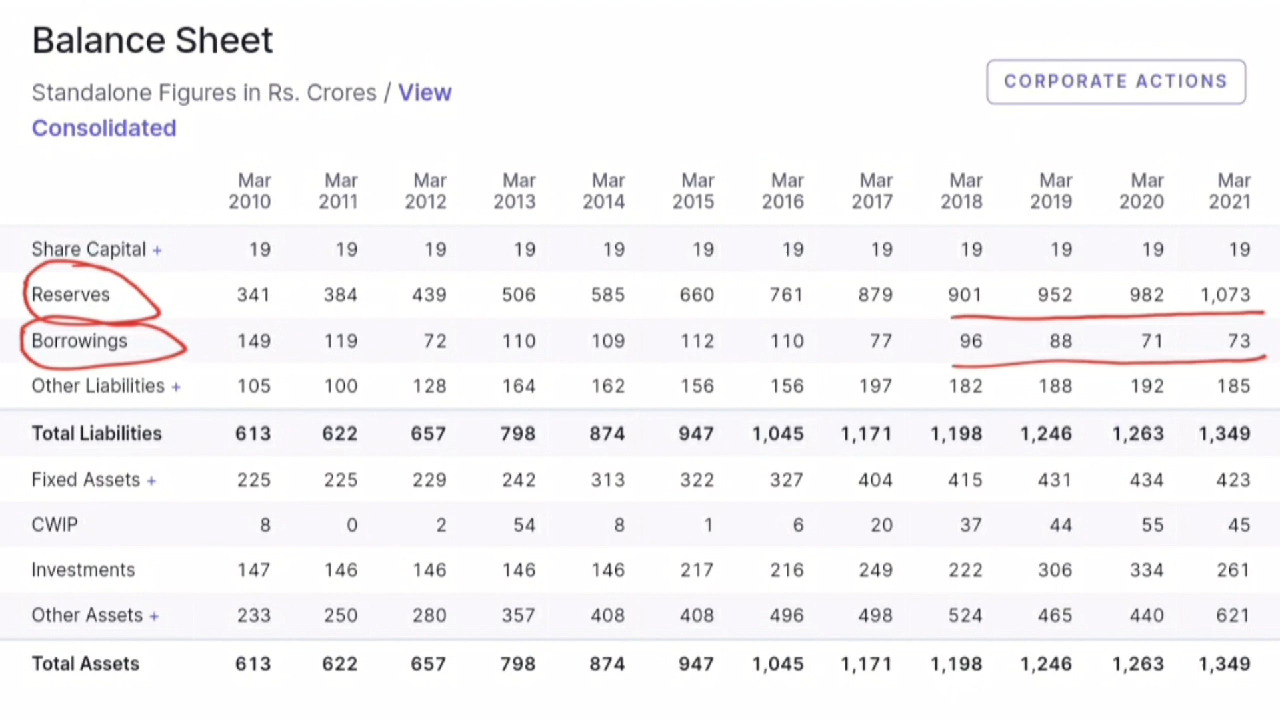 Balance Sheet
Standalone Figures in Rs. Crores / View
Consolidated
CORPORATE ACTIONS
Mar 2010 Mar 2011 Mar 2012 Mar 2013 Mar 2014 Mar 2015 Mar 2016 Mar 2017 Mar 2018 Mar 2019 Mar 2020 Mar 2021
Share Capital + 19 19 19 19 19 19 19 19 19 19 19 19
Reserves 341 384 439 506 585 660 761 879 901 952 982 1,073
Borrowings 149 119 72 110 109 112 110 77 96 88 71 73
Other Liabilities + 105 100 128 164 162 156 156 197 182 188 192 185
Total Liabilities 613 622 657 798 874 947 1,045 1,171 1,198 1,246 1,263 1,349
Fixed Assets + 225 225 229 242 313 322 327 404 415 431 434 423
CWIP 8 0 2 54 8 1 6 20 37 44 55 45
Investments 147 146 146 146 146 217 216 249 222 306 334 261
Other Assets + 233 250 280 357 408 408 496 498 524 465 440 621
Total Assets 613 622 657 798 874 947 1,045 1,171 1,198 1,246 1,263 1,349